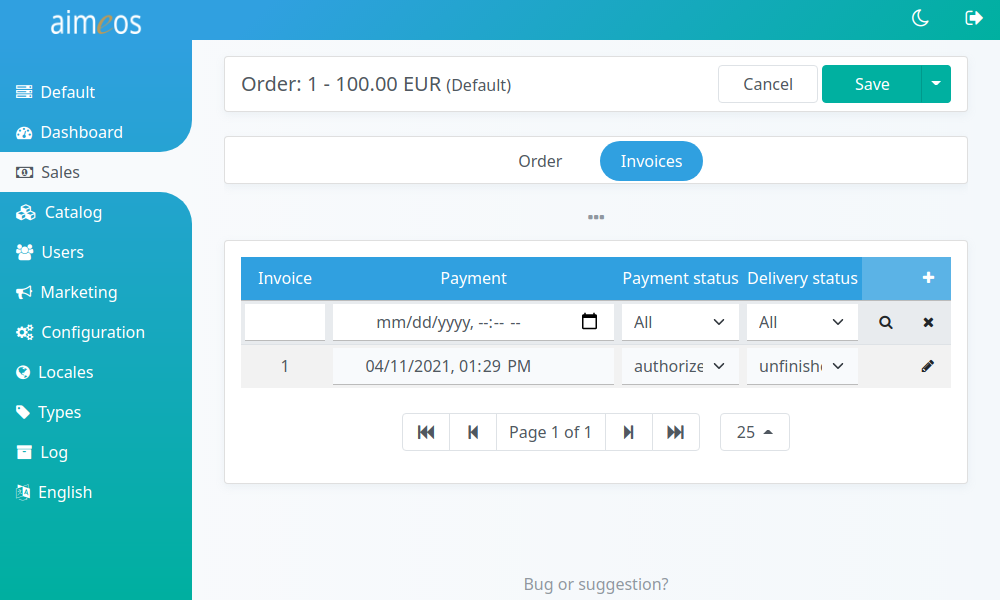 aimeos
Default
Dashboard
Sales
Catalog
Users
Marketing
Configuration
Locales
Types
Log
English
Order: 1 - 100.00 EUR (Default)
Cancel
Save
Order
Invoices
Invoice Payment Payment status Delivery status
mm/dd/yyyy, --:-- -- All All
1 04/11/2021, 01:29 PM authorize unfinish
Page 1 of 1
25
Bug or suggestion?